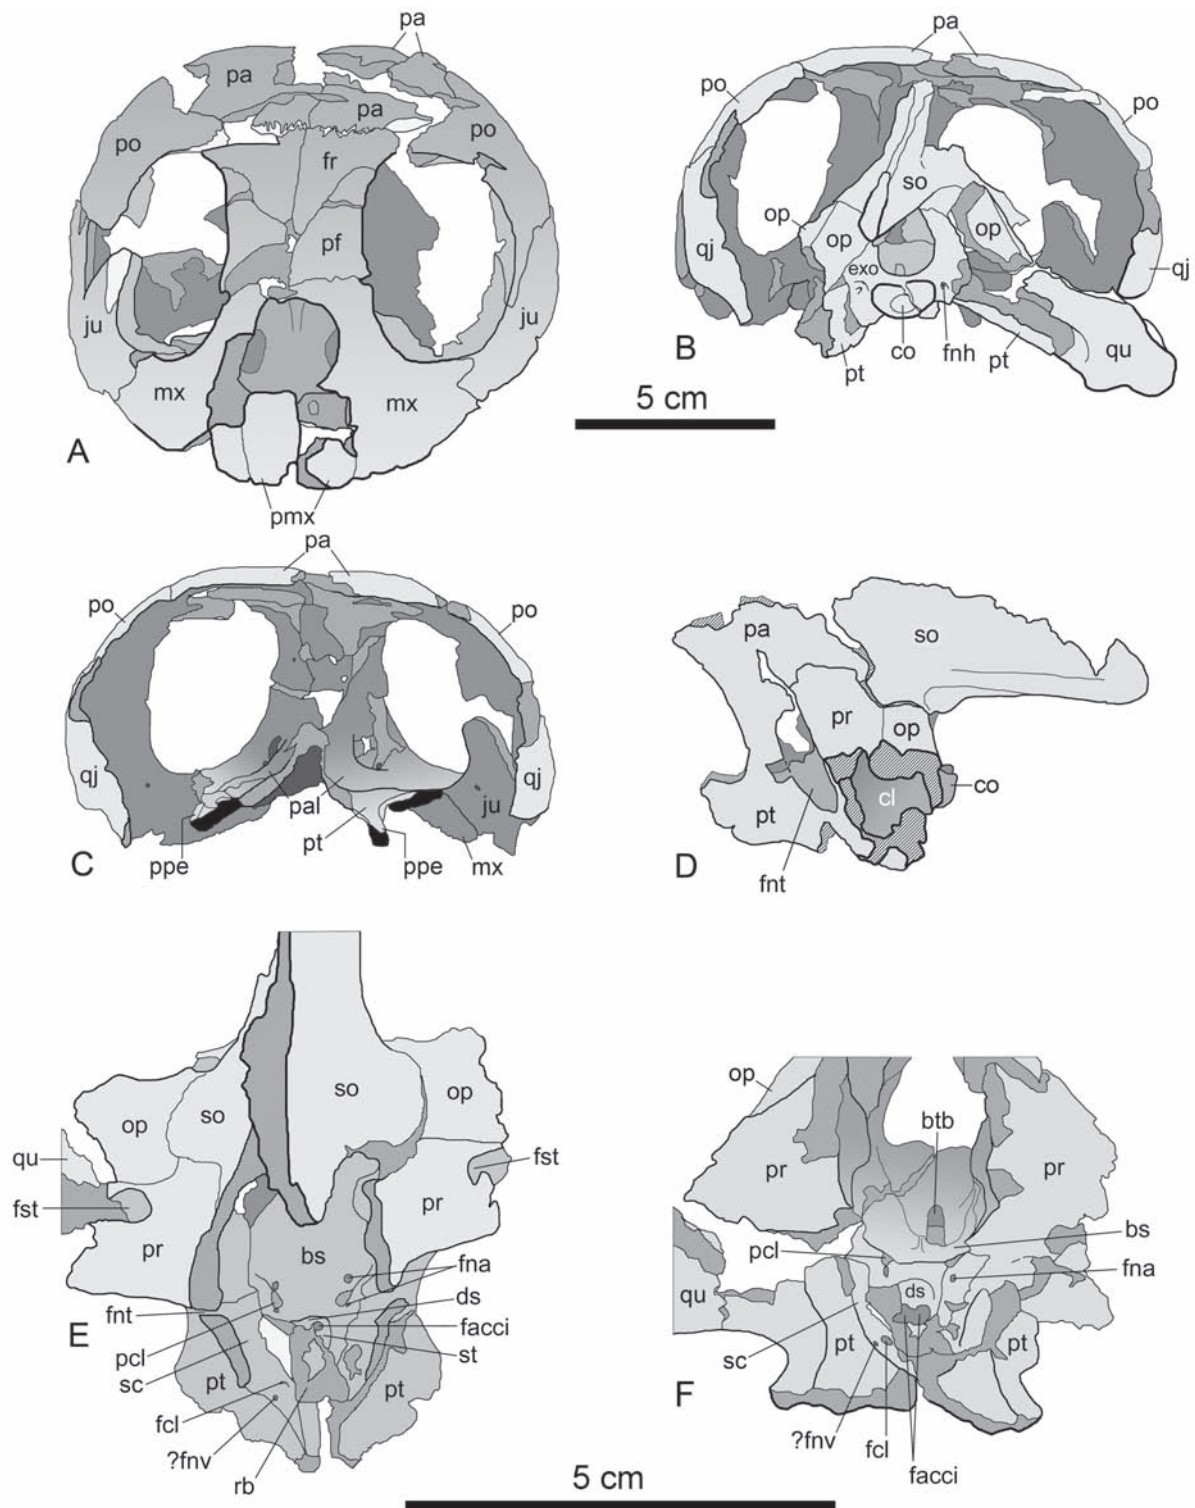 pa
pa
pa
po
po
fr
pf
ju
ju
mx
mx
A
pmx
pa
po
po
so
op
op
op
qj
qj
exo
B
co
fnh
pt
pt
qu
5 cm
pa
po
po
qj
qj
pal
ju
pt
C
ppe
ppe
mx
so
pa
pr
op
cl
co
pt
D
fnt
so
so
op
op
qu
fst
fst
pr
pr
bs
fna
fnt
ds
E
facci
pcl
st
sc
pt
pt
fcl
?fnv
rb
op
btb
pr
pr
bs
pcl
fna
qu
ds
sc
pt
pt
F
?fnv
fcl
facci
5 cm